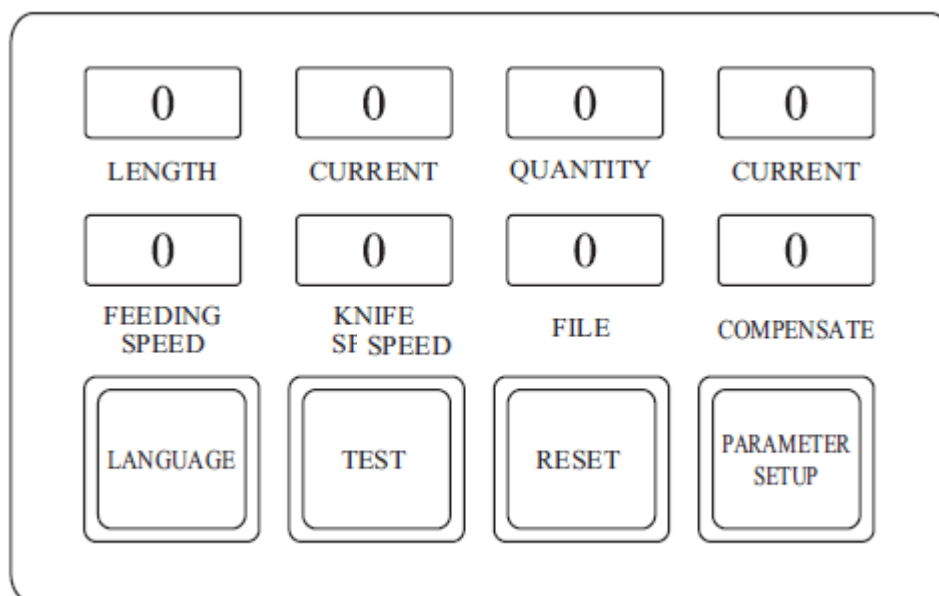 0 0 0 0
LENGTH CURRENT QUANTITY CURRENT
0 0 0 0
FEEDING SPEED
KNIFE SPEED
FILE
COMPENSATE
LANGUAGE
TEST
RESET
PARAMETER
SETUP